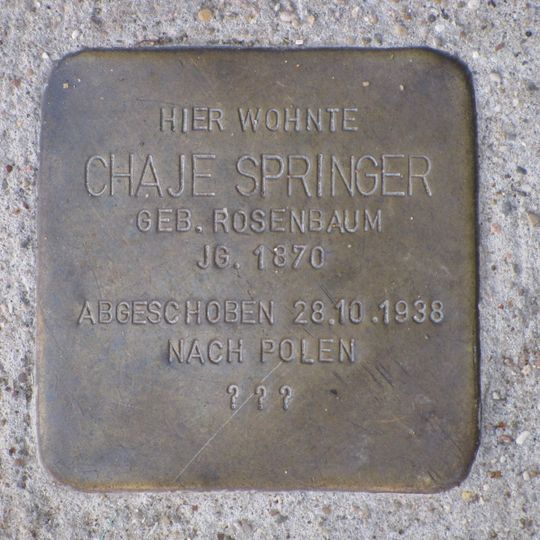 HIER WOHNTE
CHAJE SPRINGER
GEB. ROSENBAUM
JG. 1870
ABGESCHOBEN 28.10.1938
NACH POLEN
? ? ?